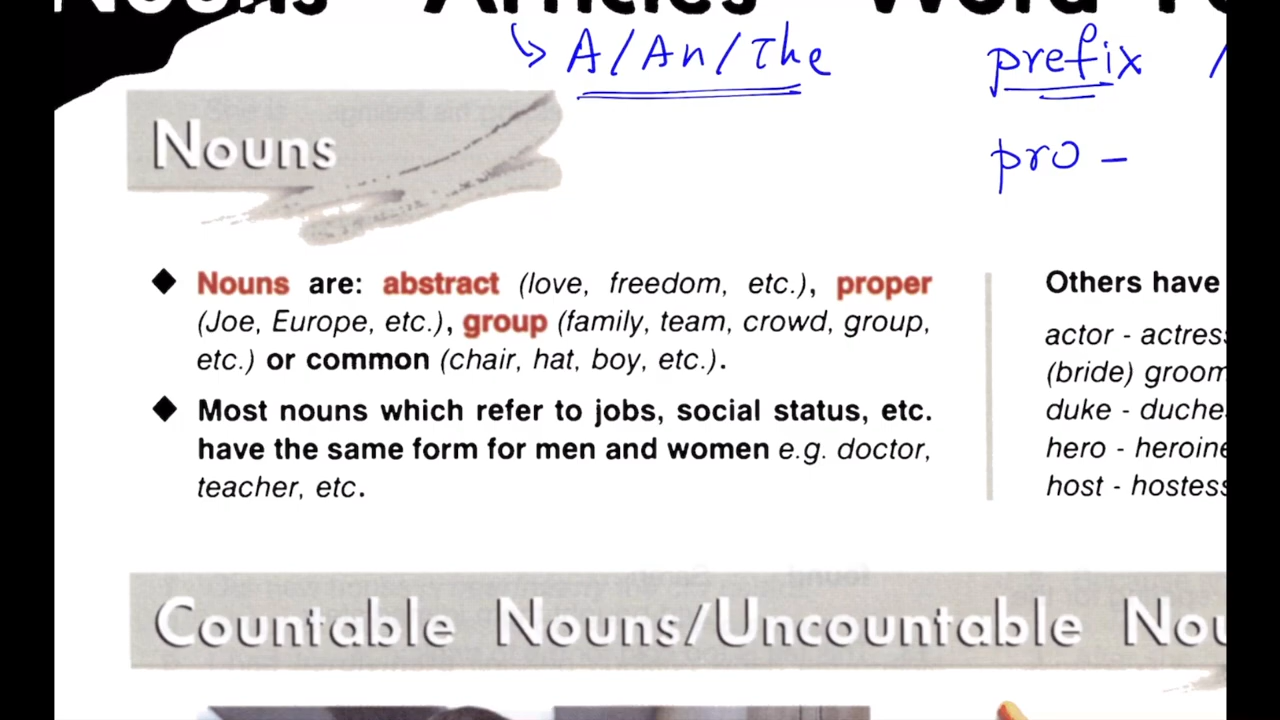 Nouns Articles Word
A/An/The prefix /
pro -
Nouns
◆ Nouns are: abstract (love, freedom, etc.), proper
(Joe, Europe, etc.), group (family, team, crowd, group,
etc.) or common (chair, hat, boy, etc.).
◆ Most nouns which refer to jobs, social status, etc.
have the same form for men and women e.g. doctor,
teacher, etc.
Others have
actor - actress
(bride) groom
duke - duche
hero - heroine
host - hostess
Countable Nouns/Uncountable Nou